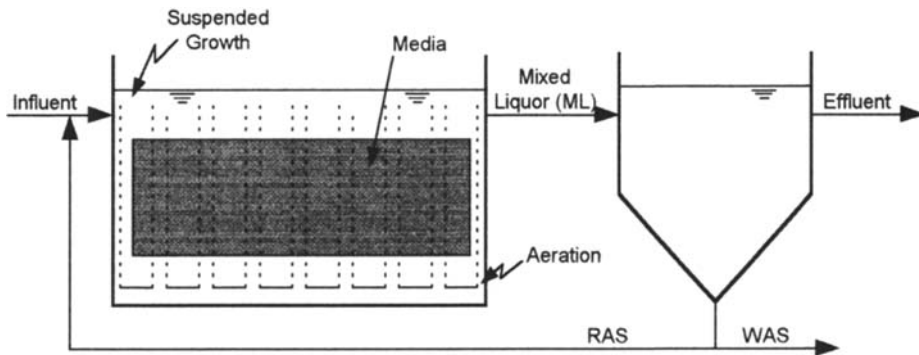 Suspended
Growth
Media
Influent
Mixed
Liquor (ML)
Effluent
Aeration
RAS
WAS